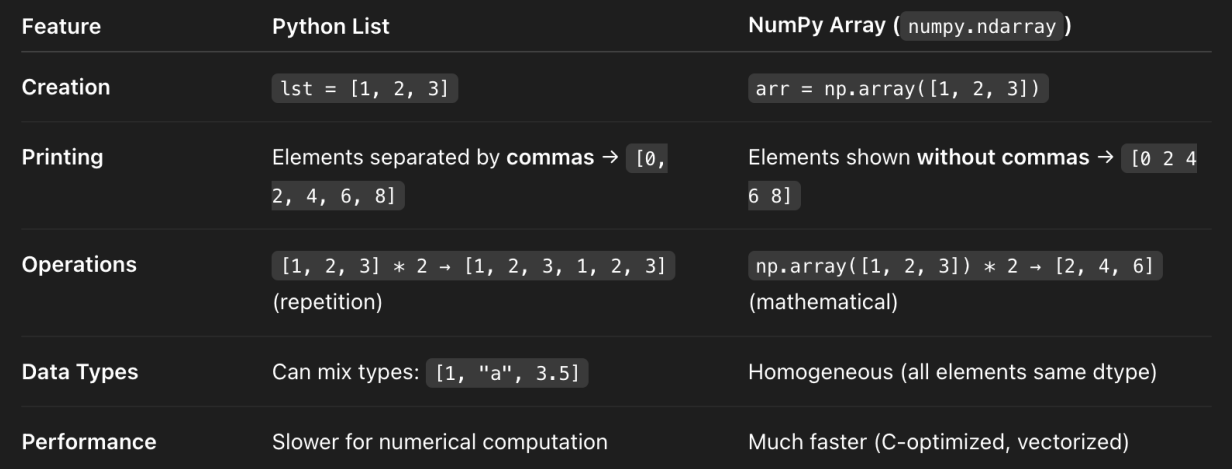 Feature Python List NumPy Array (numpy.ndarray)
Creation lst = [1, 2, 3] arr = np.array([1, 2, 3])
Printing Elements separated by commas → [0, Elements shown without commas → [0 2 4
2, 4, 6, 8] 6 8]
Operations [1, 2, 3] * 2 → [1, 2, 3, 1, 2, 3] np.array([1, 2, 3]) * 2 → [2, 4, 6]
(repetition) (mathematical)
Data Types Can mix types: [1, "a", 3.5] Homogeneous (all elements same dtype)
Performance Slower for numerical computation Much faster (C-optimized, vectorized)